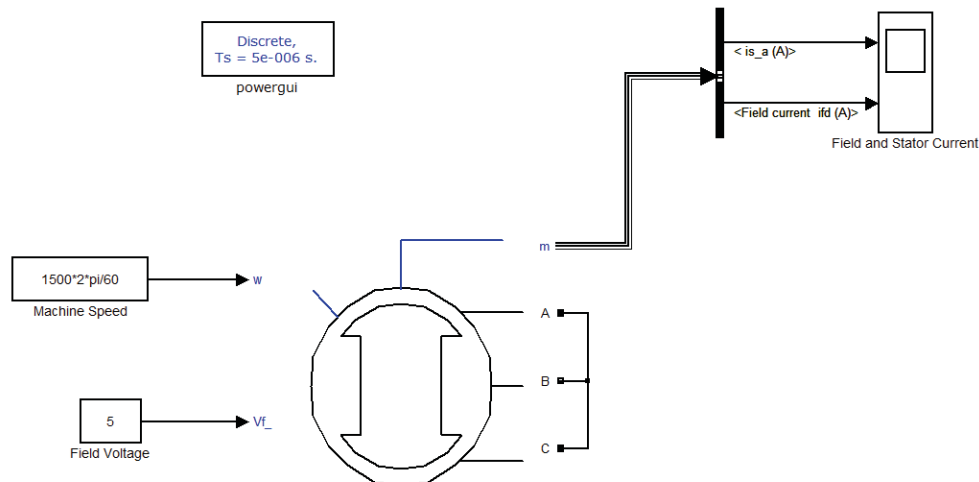 Discrete,
Ts = 5e-006 s.
powergui
< is_a (A)>
<Field current  ifd (A)>
Field and Stator Current
m
1500*2*pi/60
w
Machine Speed
A
B
5
Vf_
C
Field Voltage